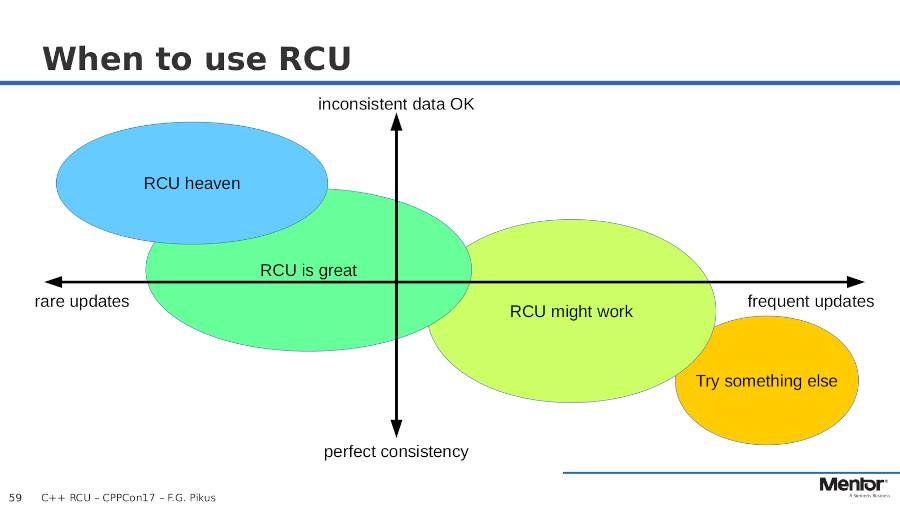 When to use RCU
inconsistent data OK
RCU heaven
RCU is great
rare updates
frequent updates
RCU might work
Try something else
perfect consistency
Mentor®
A Siemens Business
59 C++ RCU – CPPCon17 – F.G. Pikus